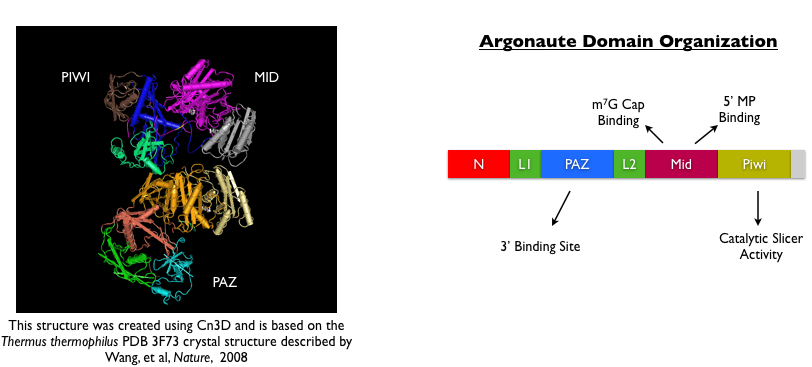 PIWI
MID
PAZ
This structure was created using Cn3D and is based on the
Thermus thermophilus PDB 3F73 crystal structure described by
Wang, et al, Nature, 2008
Argonaute Domain Organization
m7G Cap
Binding
5’ MP
Binding
N
L1
PAZ
L2
Mid
Piwi
3’ Binding Site
Catalytic Slicer
Activity